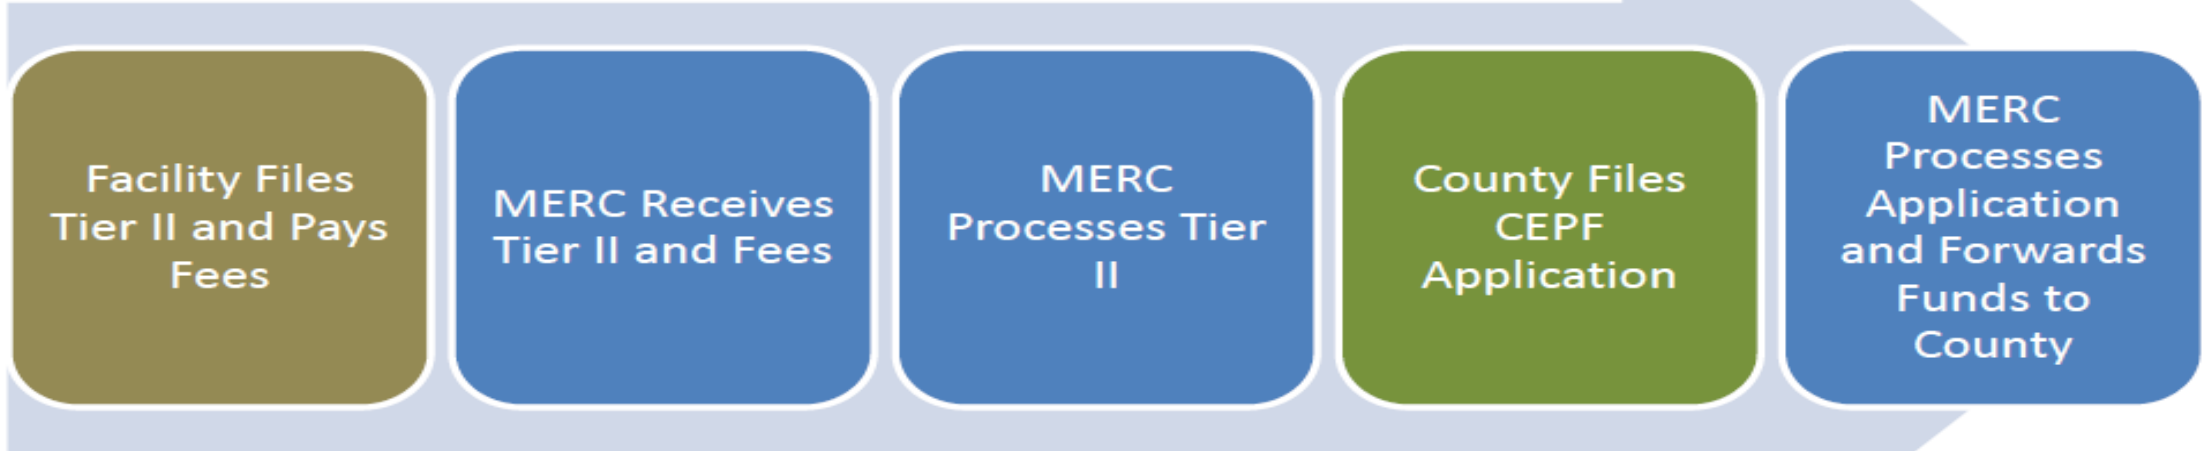 Facility Files
Tier II and Pays
Fees
MERC Receives
Tier II and Fees
MERC
Processes Tier
II
County Files
CEPF
Application
MERC
Processes
Application
and Forwards
Funds to
County